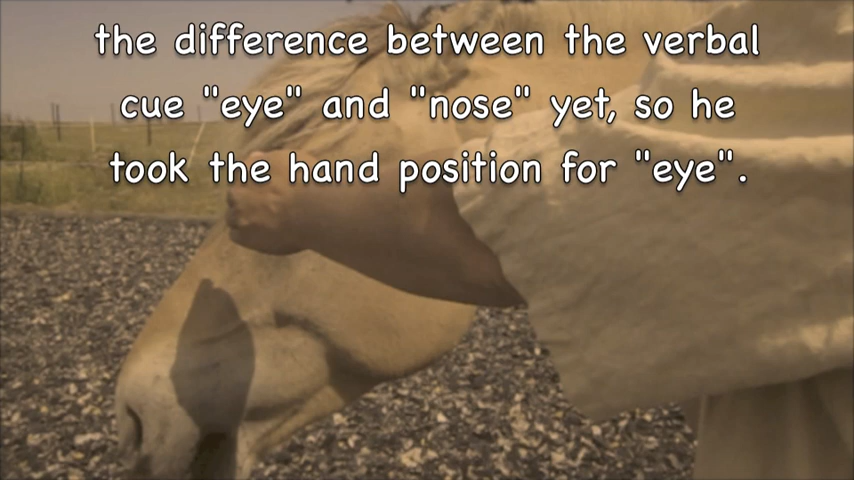 the difference between the verbal
cue "eye" and "nose" yet, so he
took the hand position for "eye".